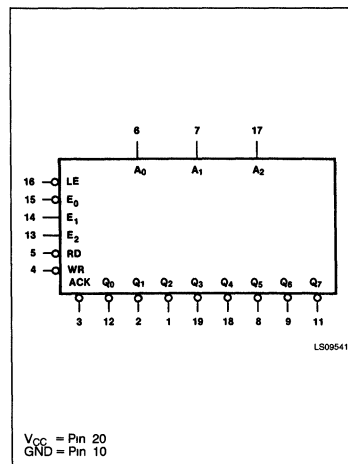 6 7 17
A0 A1 A2
16 LE
15 E0
14 E1
13 E2
5 RD
4 WR
ACK Q0 Q1 Q2 Q3 Q4 Q5 Q6 Q7
3 12 2 1 19 18 8 9 11
LS09541
VCC = Pin 20
GND = Pin 10